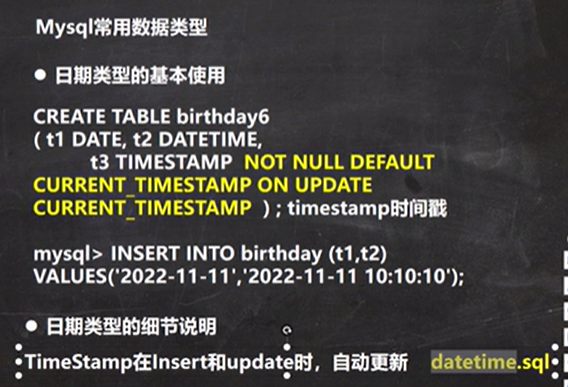 Mysql常用数据类型
● 日期类型的基本使用
CREATE TABLE birthday6
( t1 DATE, t2 DATETIME,
t3 TIMESTAMP NOT NULL DEFAULT
CURRENT_TIMESTAMP ON UPDATE
CURRENT_TIMESTAMP ) ; timestamp时间戳
mysql> INSERT INTO birthday (t1,t2)
VALUES('2022-11-11','2022-11-11 10:10:10');
● 日期类型的细节说明
TimeStamp在Insert和update时，自动更新 datetime.sql